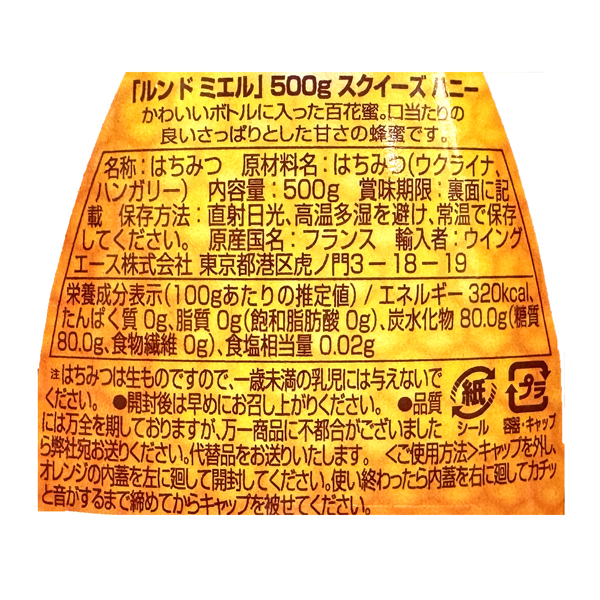 「ルンド ミエル」 500g スクイーズ ハニー
かわいいボトルに入った百花蜜。口当たりの
良いさっぱりとした甘さの蜂蜜です。
名称：はちみつ　原材料名：はちみつ（ウクライナ、
ハンガリー）　内容量：500g　賞味期限：裏面に記
載　保存方法：直射日光、高温多湿を避け、常温で保存
してください。　原産国名：フランス　輸入者：ウイング
エース株式会社 東京都港区虎ノ門3－18－19
栄養成分表示（100gあたりの推定値） / エネルギー 320kcal、
たんぱく質 0g、脂質 0g（飽和脂肪酸 0g）、炭水化物 80.0g（糖質
80.0g、食物繊維 0g）、食塩相当量 0.02g
注はちみつは生ものですので、一歳未満の乳児には与えないで
ください。 ●開封後は早めにお召し上がりください。 ●品質
には万全を期しておりますが、万一商品に不都合がございました
ら弊社宛お送りください。代替品をお送りいたします。 〈ご使用方法〉キャップを外し、
オレンジの内蓋を左に廻して開封してください。使い終わったら内蓋を右に廻してカチッ
と音がするまで締めてからキャップを被せてください。
紙
シール
プラ
容器・キャップ